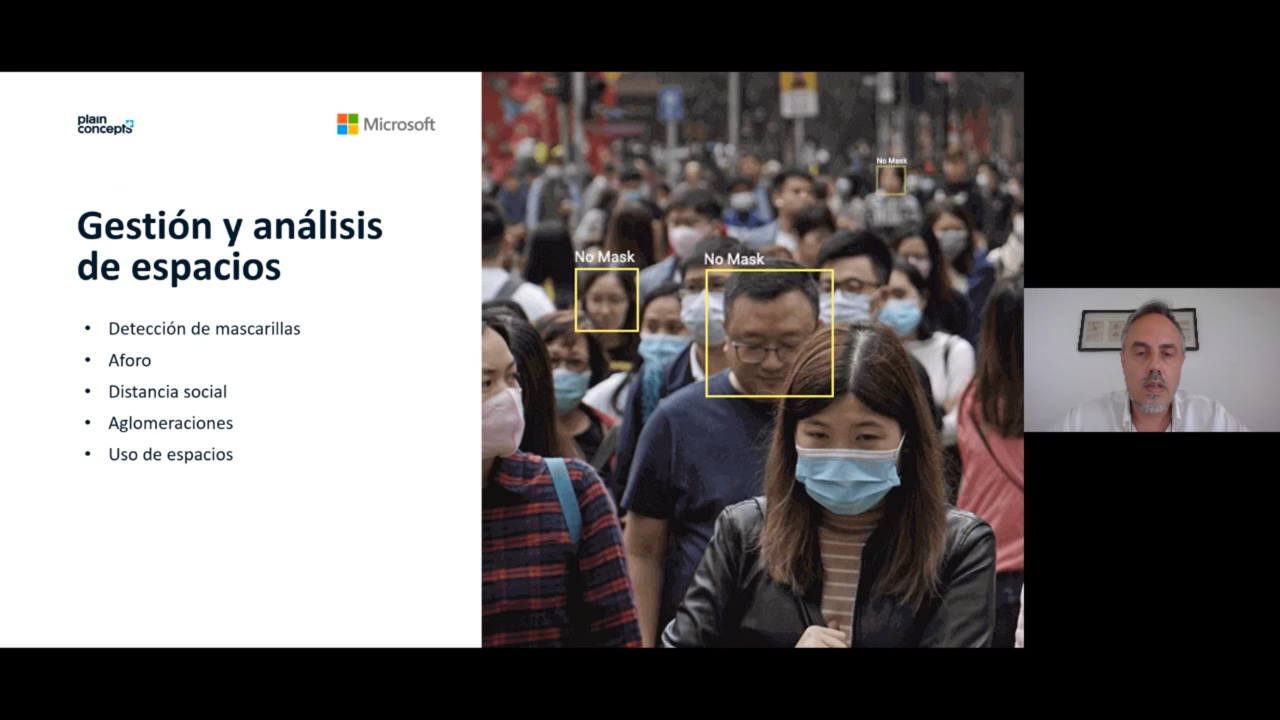 plain
concepts
Microsoft
Gestión y análisis
de espacios
• Detección de mascarillas
• Aforo
• Distancia social
• Aglomeraciones
• Uso de espacios
No Mask
No Mask
No Mask